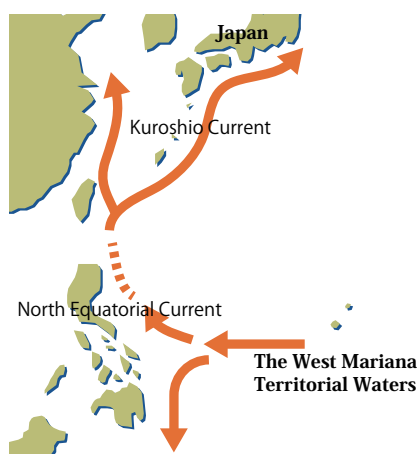 Japan
Kuroshio Current
North Equatorial Current
The West Mariana
Territorial Waters